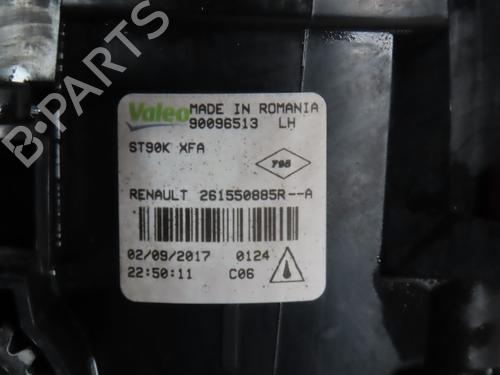 Valeo MADE IN ROMANIA
90096513 LH
ST90K XFA
795
RENAULT 261550885R--A
02/09/2017 0124
22:50:11 C06
B PARTS